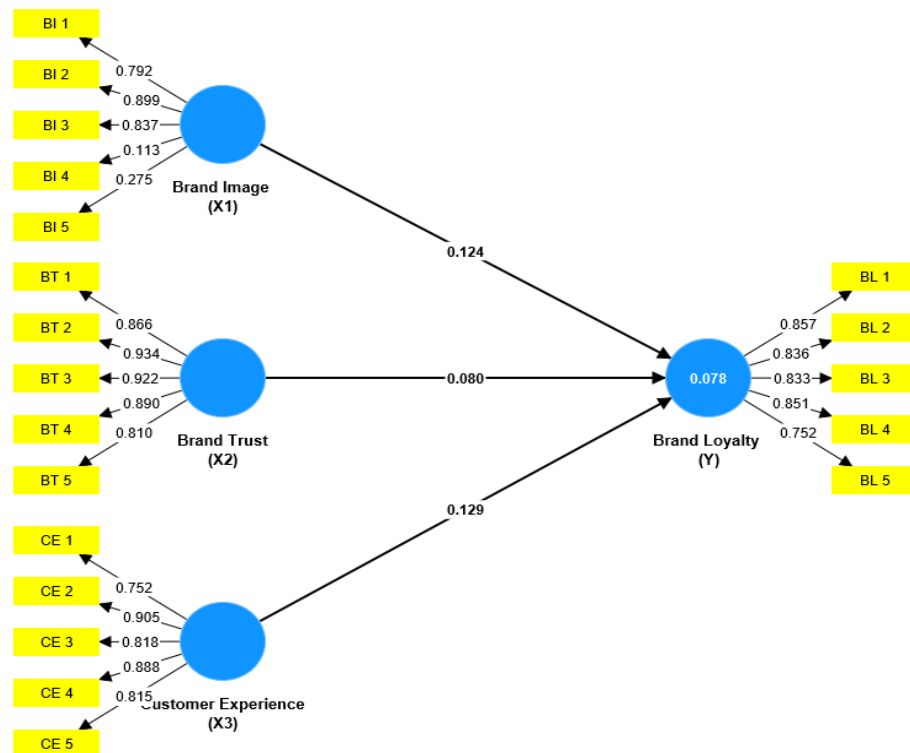 BI 1
0.792
BI 2
0.899
BI 3
0.837
BI 4
0.113
BI 5
0.275
Brand Image
(X1)
0.124
BT 1
0.866
BT 2
0.934
BT 3
0.922
BT 4
0.890
BT 5
0.810
Brand Trust
(X2)
0.080
CE 1
0.752
CE 2
0.905
CE 3
0.818
CE 4
0.888
CE 5
0.815
Customer Experience
(X3)
0.129
0.078
Brand Loyalty
(Y)
BL 1
0.857
BL 2
0.836
BL 3
0.833
BL 4
0.851
BL 5
0.752